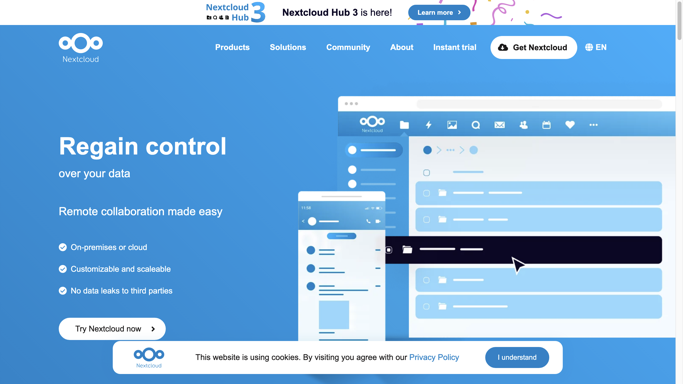 Nextcloud Hub 3
Nextcloud Hub 3 is here!
Learn more
Nextcloud
Products
Solutions
Community
About
Instant trial
Get Nextcloud
EN
Nextcloud
Regain control
over your data
Remote collaboration made easy
On-premises or cloud
Customizable and scaleable
No data leaks to third parties
Try Nextcloud now
11:50
Nextcloud
This website is using cookies. By visiting you agree with our Privacy Policy
I understand